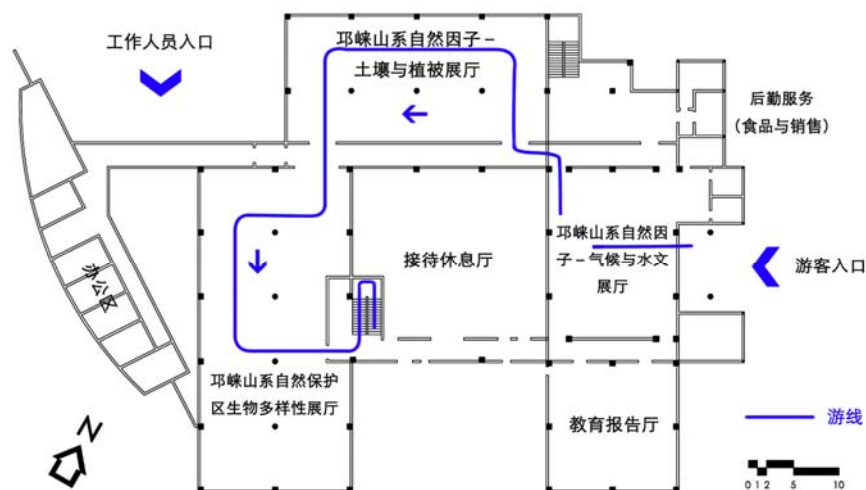 工作人员入口
邛崃山系自然因子–
土壤与植被展厅
后勤服务
（食品与销售）
办公区
接待休息厅
邛崃山系自然因
子–气候与水文
展厅
游客入口
邛崃山系自然保护
区生物多样性展厅
教育报告厅
游线
N
0 1 2 5 10